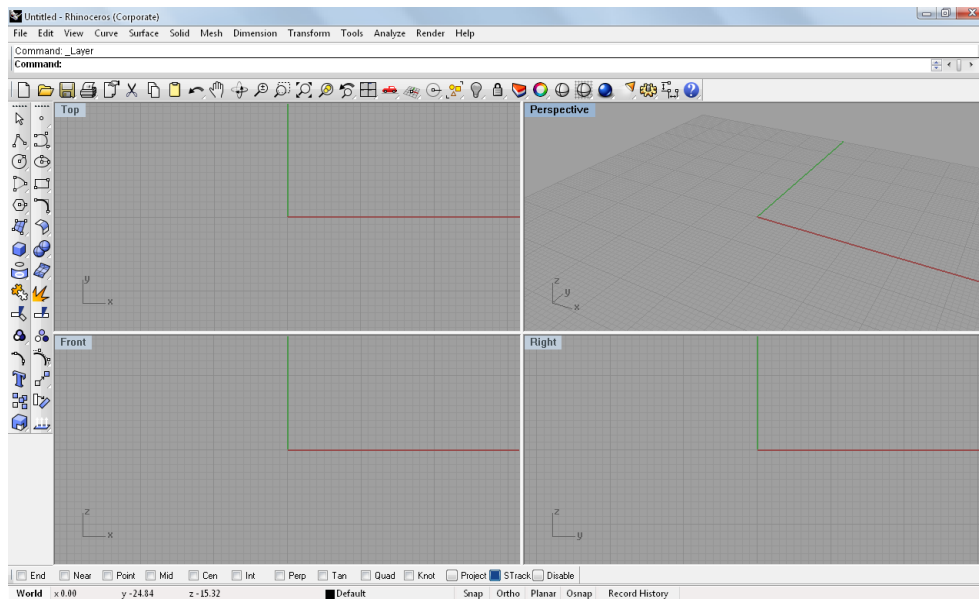 Untitled - Rhinoceros (Corporate)
File Edit View Curve Surface Solid Mesh Dimension Transform Tools Analyze Render Help
Command: _Layer
Command:
Top
Perspective
y
x
z
y
x
Front
Right
z
x
z
y
End Near Point Mid Cen Int Perp Tan Quad Knot Project STrack Disable
World x 0.00 y -24.84 z -15.32 Default Snap Ortho Planar Osnap Record History